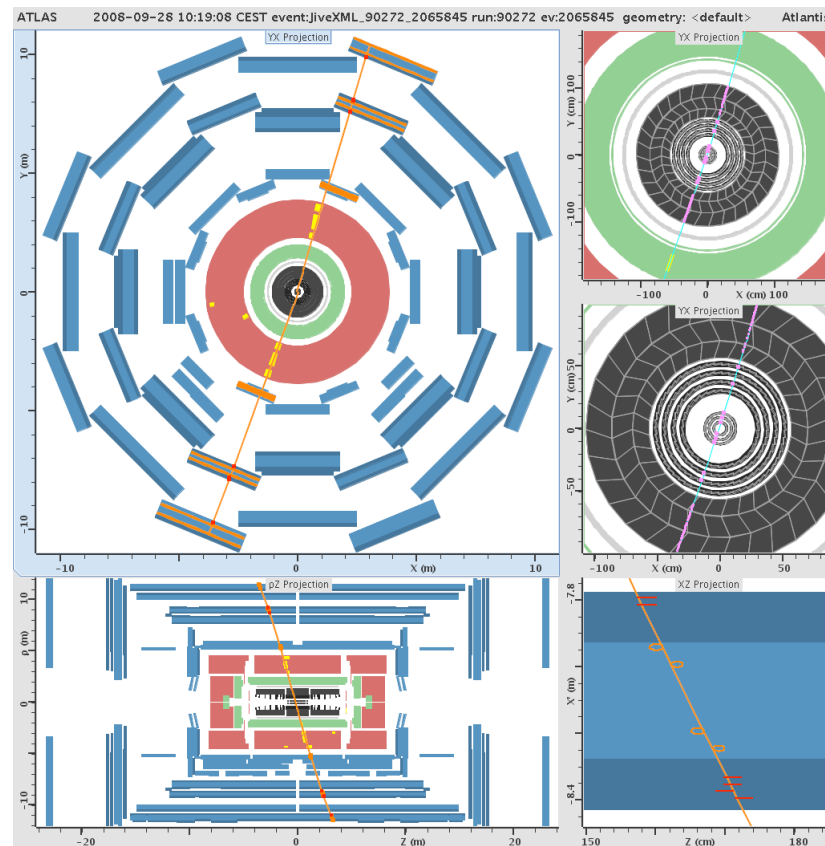 ATLAS 2008-09-28 10:19:08 CEST event:JiveXML_90272_2065845 run:90272 ev:2065845 geometry: <default> Atlantis
YX Projection
10
Y (m)
0
-10
-10 0 X (m) 10
YX Projection
Y (cm) 100
0
-100
-100 0 X (cm) 100
YX Projection
50
Y (cm)
0
-50
-100 -50 0 X (cm) 50
ρZ Projection
10
ρ (m)
0
-10
-20 0 Z (m) 20
XZ Projection
-7.8
X' (m)
-8.4
150 Z (cm) 180